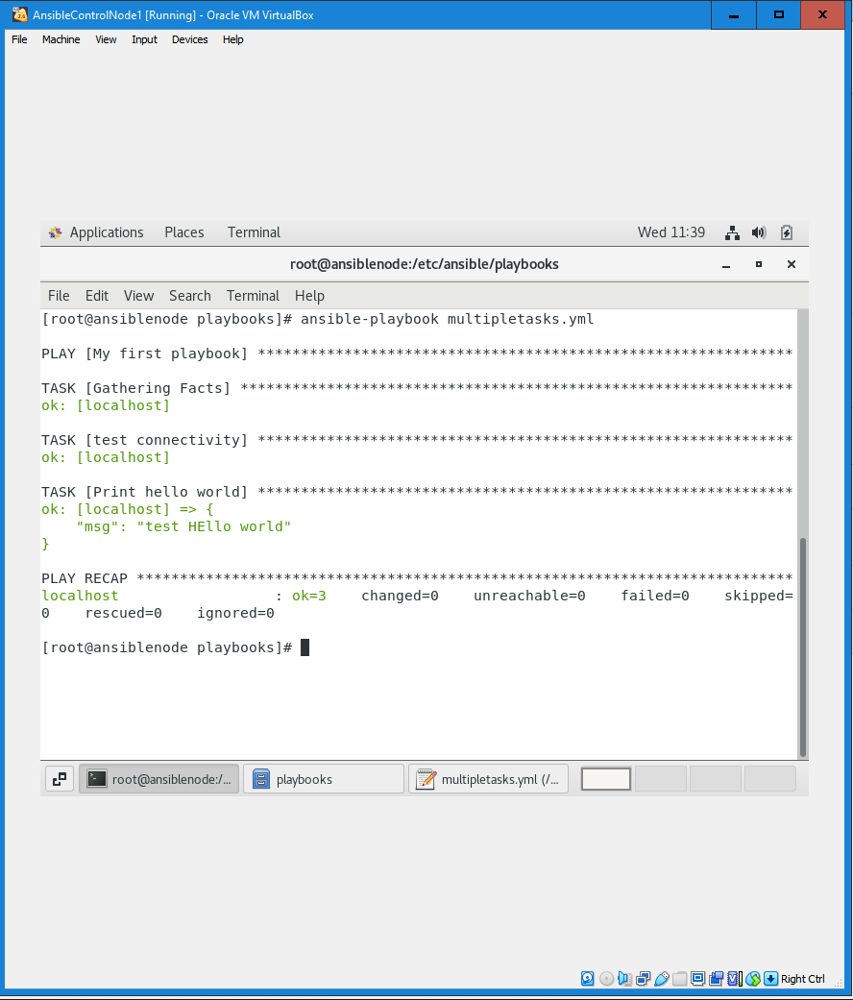 AnsibleControlNode1 [Running] - Oracle VM VirtualBox
File Machine View Input Devices Help
Applications Places Terminal Wed 11:39
root@ansiblenode:/etc/ansible/playbooks
File Edit View Search Terminal Help
[root@ansiblenode playbooks]# ansible-playbook multipletasks.yml
PLAY [My first playbook] **************************************************************
TASK [Gathering Facts] ****************************************************************
ok: [localhost]
TASK [test connectivity] **************************************************************
ok: [localhost]
TASK [Print hello world] **************************************************************
ok: [localhost] => {
    "msg": "test HEllo world"
}
PLAY RECAP ****************************************************************************
localhost                  : ok=3    changed=0    unreachable=0    failed=0    skipped=
0    rescued=0    ignored=0
[root@ansiblenode playbooks]#
root@ansiblenode:/... playbooks multipletasks.yml (/...
Right Ctrl